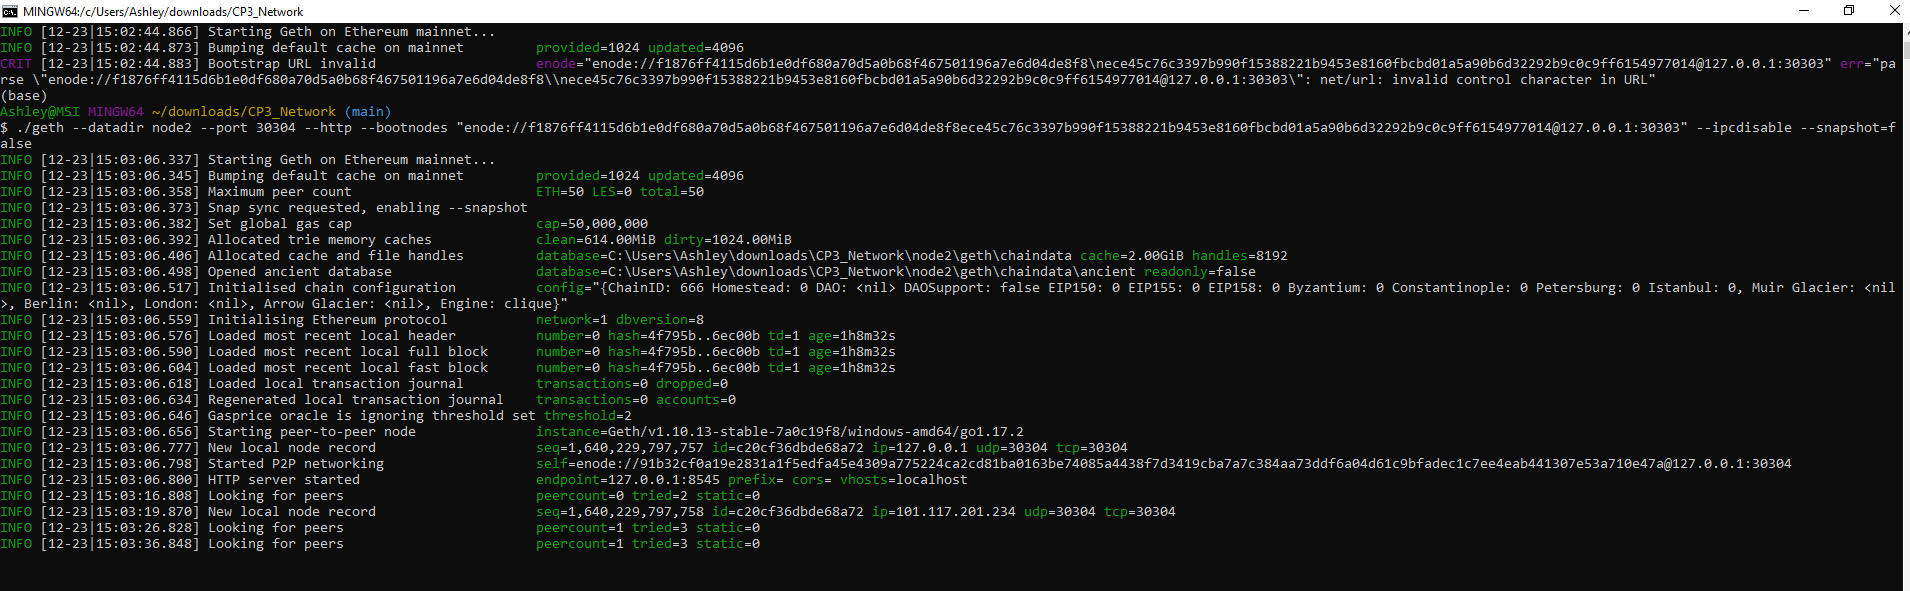 MINGW64:/c/Users/Ashley/downloads/CP3_Network
INFO [12-23|15:02:44.866] Starting Geth on Ethereum mainnet...
INFO [12-23|15:02:44.873] Bumping default cache on mainnet provided=1024 updated=4096
CRIT [12-23|15:02:44.883] Bootstrap URL invalid enode="enode://f1876ff4115d6b1e0df680a70d5a0b68f467501196a7e6d04de8f8\nece45c76c3397b990f15388221b9453e8160fbcbd01a5a90b6d32292b9c0c9ff6154977014@127.0.0.1:30303" err="pa
rse \"enode://f1876ff4115d6b1e0df680a70d5a0b68f467501196a7e6d04de8f8\\nece45c76c3397b990f15388221b9453e8160fbcbd01a5a90b6d32292b9c0c9ff6154977014@127.0.0.1:30303\": net/url: invalid control character in URL"
(base)
Ashley@MSI MINGW64 ~/downloads/CP3_Network (main)
$ ./geth --datadir node2 --port 30304 --http --bootnodes "enode://f1876ff4115d6b1e0df680a70d5a0b68f467501196a7e6d04de8f8ece45c76c3397b990f15388221b9453e8160fbcbd01a5a90b6d32292b9c0c9ff6154977014@127.0.0.1:30303" --ipcdisable --snapshot=f
alse
INFO [12-23|15:03:06.337] Starting Geth on Ethereum mainnet...
INFO [12-23|15:03:06.345] Bumping default cache on mainnet provided=1024 updated=4096
INFO [12-23|15:03:06.358] Maximum peer count ETH=50 LES=0 total=50
INFO [12-23|15:03:06.373] Snap sync requested, enabling --snapshot
INFO [12-23|15:03:06.382] Set global gas cap cap=50,000,000
INFO [12-23|15:03:06.392] Allocated trie memory caches clean=614.00MiB dirty=1024.00MiB
INFO [12-23|15:03:06.406] Allocated cache and file handles database=C:\Users\Ashley\downloads\CP3_Network\node2\geth\chaindata cache=2.00GiB handles=8192
INFO [12-23|15:03:06.498] Opened ancient database database=C:\Users\Ashley\downloads\CP3_Network\node2\geth\chaindata\ancient readonly=false
INFO [12-23|15:03:06.517] Initialised chain configuration config="{ChainID: 666 Homestead: 0 DAO: <nil> DAOSupport: false EIP150: 0 EIP155: 0 EIP158: 0 Byzantium: 0 Constantinople: 0 Petersburg: 0 Istanbul: 0, Muir Glacier: <nil
>, Berlin: <nil>, London: <nil>, Arrow Glacier: <nil>, Engine: clique}"
INFO [12-23|15:03:06.559] Initialising Ethereum protocol network=1 dbversion=8
INFO [12-23|15:03:06.576] Loaded most recent local header number=0 hash=4f795b..6ec00b td=1 age=1h8m32s
INFO [12-23|15:03:06.590] Loaded most recent local full block number=0 hash=4f795b..6ec00b td=1 age=1h8m32s
INFO [12-23|15:03:06.604] Loaded most recent local fast block number=0 hash=4f795b..6ec00b td=1 age=1h8m32s
INFO [12-23|15:03:06.618] Loaded local transaction journal transactions=0 dropped=0
INFO [12-23|15:03:06.634] Regenerated local transaction journal transactions=0 accounts=0
INFO [12-23|15:03:06.646] Gasprice oracle is ignoring threshold set threshold=2
INFO [12-23|15:03:06.656] Starting peer-to-peer node instance=Geth/v1.10.13-stable-7a0c19f8/windows-amd64/go1.17.2
INFO [12-23|15:03:06.777] New local node record seq=1,640,229,797,757 id=c20cf36dbde68a72 ip=127.0.0.1 udp=30304 tcp=30304
INFO [12-23|15:03:06.798] Started P2P networking self=enode://91b32cf0a19e2831a1f5edfa45e4309a775224ca2cd81ba0163be74085a4438f7d3419cba7a7c384aa73ddf6a04d61c9bfadec1c7ee4eab441307e53a710e47a@127.0.0.1:30304
INFO [12-23|15:03:06.800] HTTP server started endpoint=127.0.0.1:8545 prefix= cors= vhosts=localhost
INFO [12-23|15:03:16.808] Looking for peers peercount=0 tried=2 static=0
INFO [12-23|15:03:19.870] New local node record seq=1,640,229,797,758 id=c20cf36dbde68a72 ip=101.117.201.234 udp=30304 tcp=30304
INFO [12-23|15:03:26.828] Looking for peers peercount=1 tried=3 static=0
INFO [12-23|15:03:36.848] Looking for peers peercount=1 tried=3 static=0